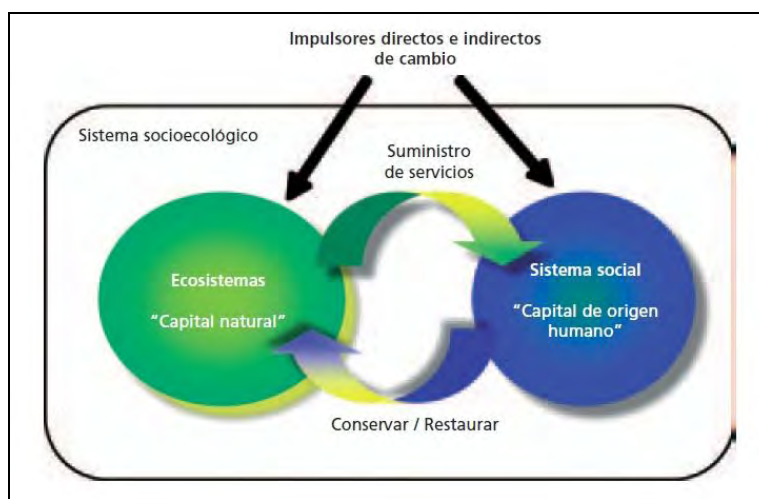 Impulsores directos e indirectos
de cambio
Sistema socioecológico
Suministro
de servicios
Ecosistemas
“Capital natural”
Sistema social
“Capital de origen
humano”
Conservar / Restaurar